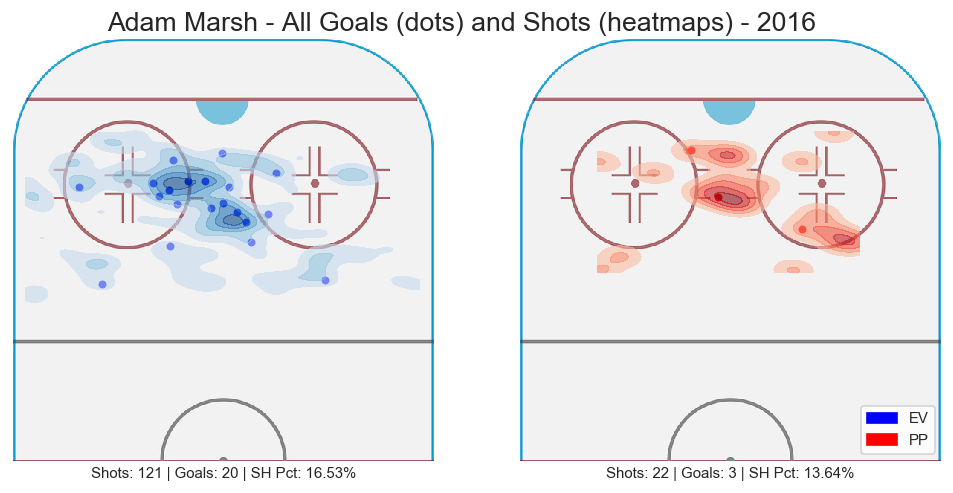 Adam Marsh - All Goals (dots) and Shots (heatmaps) - 2016
EV
PP
Shots: 121 | Goals: 20 | SH Pct: 16.53%
Shots: 22 | Goals: 3 | SH Pct: 13.64%